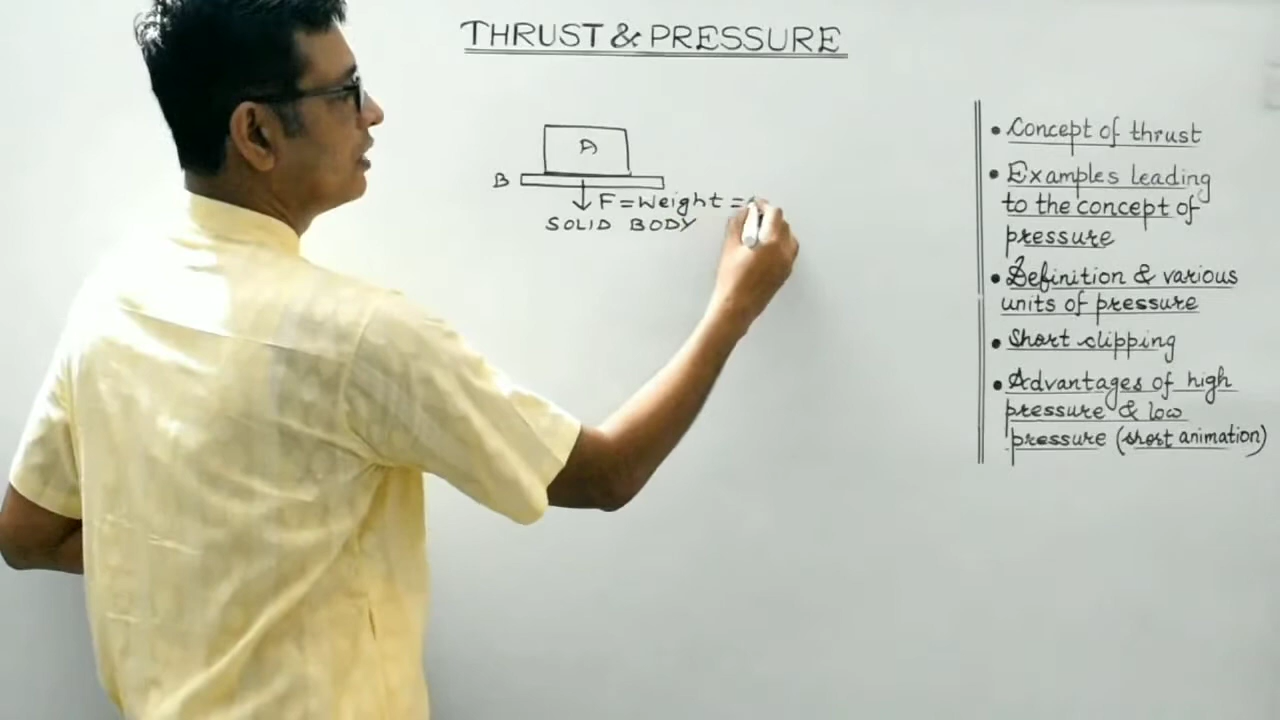 THRUST & PRESSURE
A
B
F = Weight =
SOLID BODY
• Concept of thrust
• Examples leading
to the concept of
pressure
• Definition & various
units of pressure
• Short clipping
• Advantages of high
pressure & low
pressure (short animation)